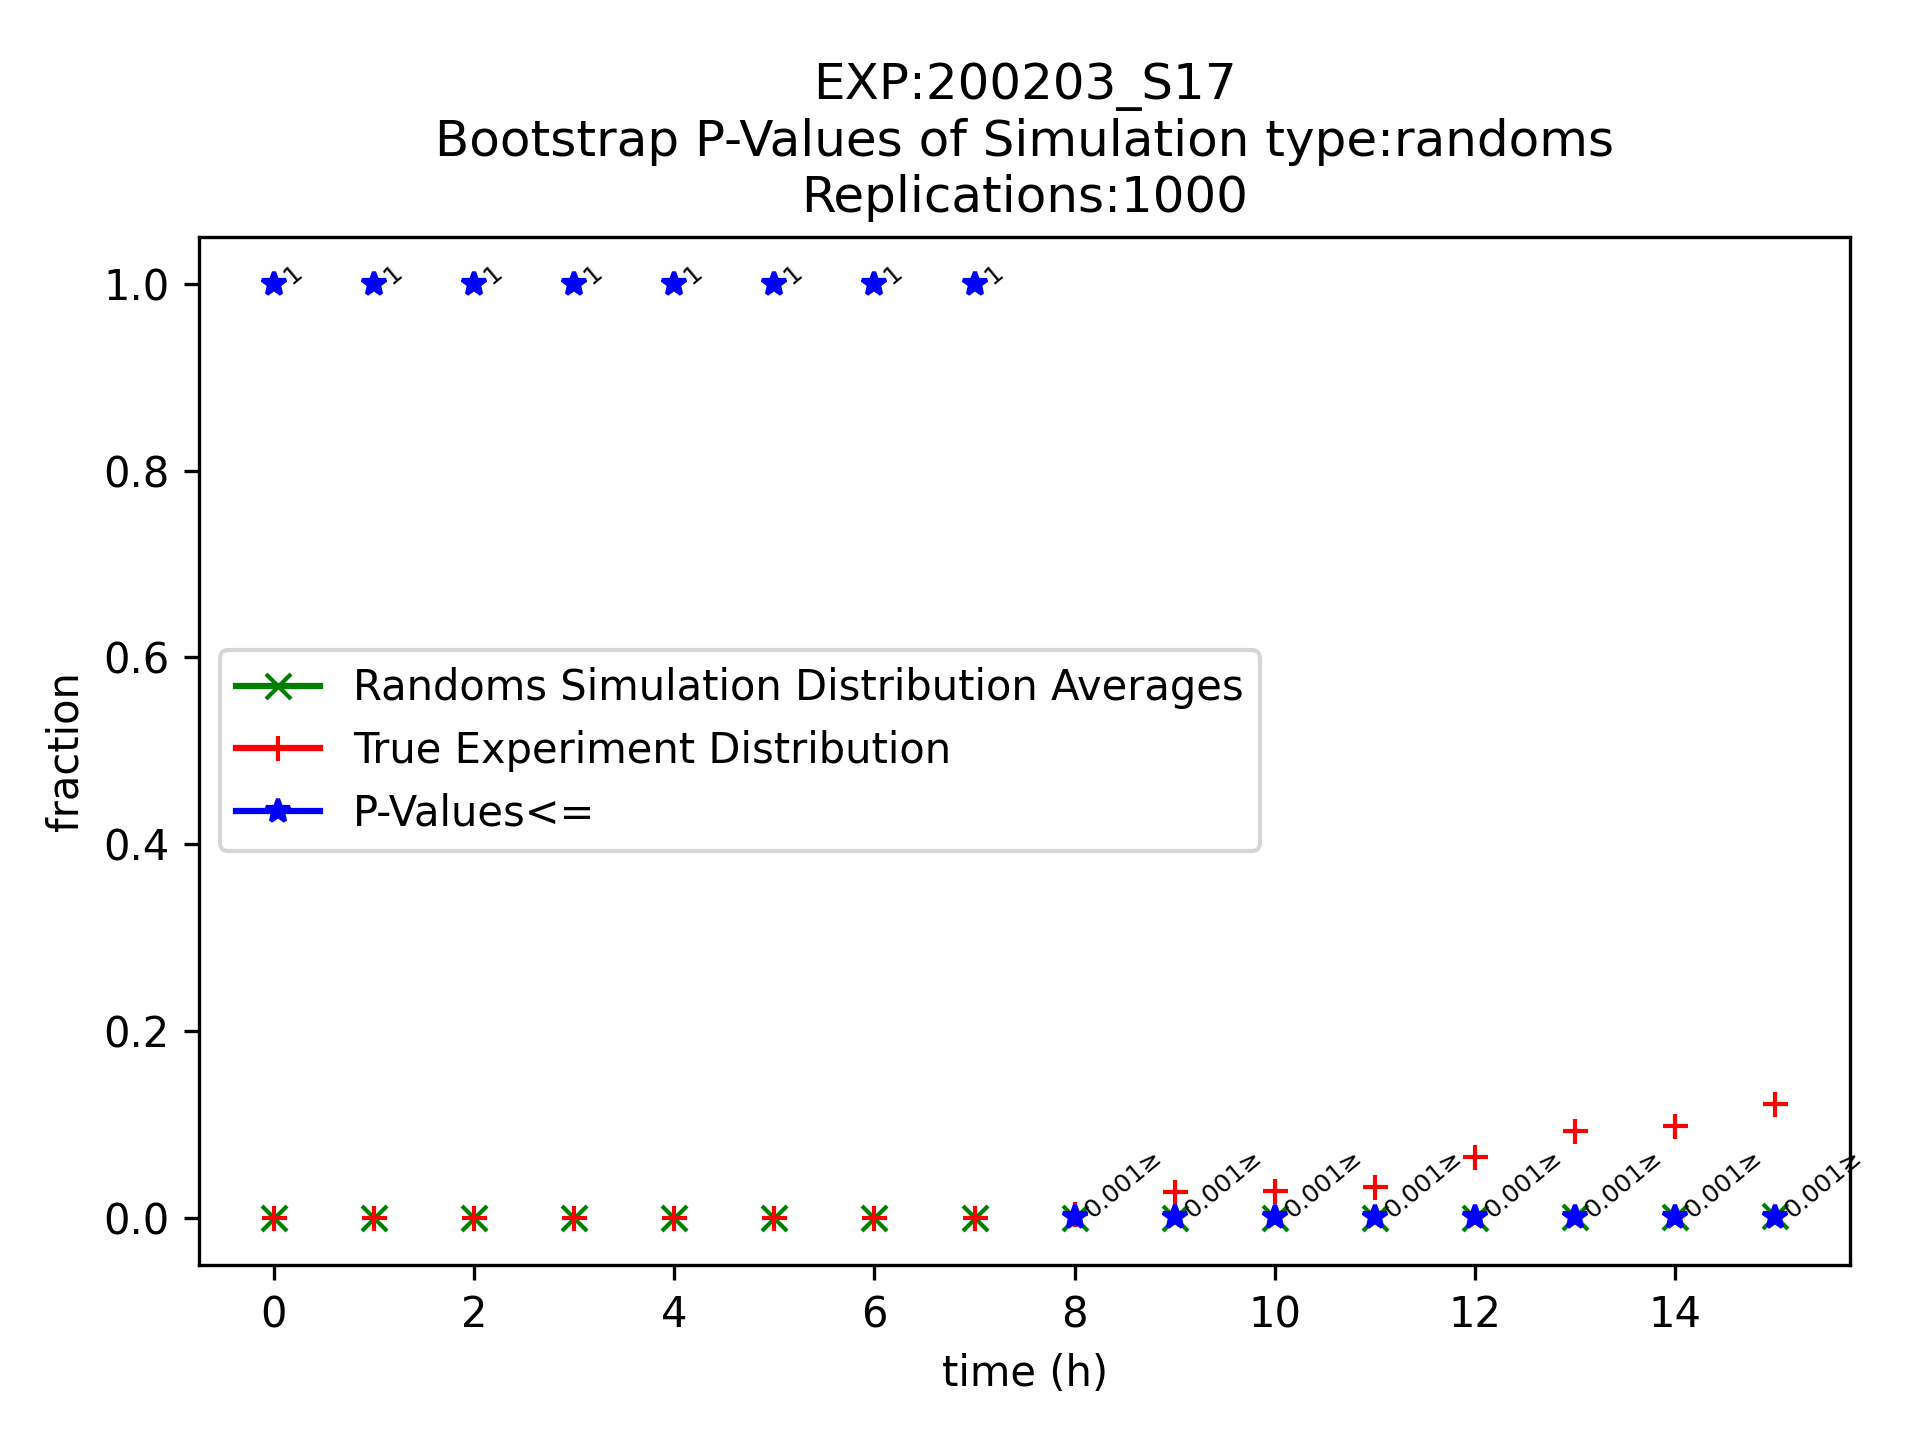 EXP:200203_S17
Bootstrap P-Values of Simulation type:randoms
Replications:1000
1 1 1 1 1 1 1 1
1.0
0.8
0.6
0.4
0.2
0.0
fraction
Randoms Simulation Distribution Averages
True Experiment Distribution
P-Values<=
0.001≥ 0.001≥ 0.001≥ 0.001≥ 0.001≥ 0.001≥ 0.001≥ 0.001≥
0 2 4 6 8 10 12 14
time (h)